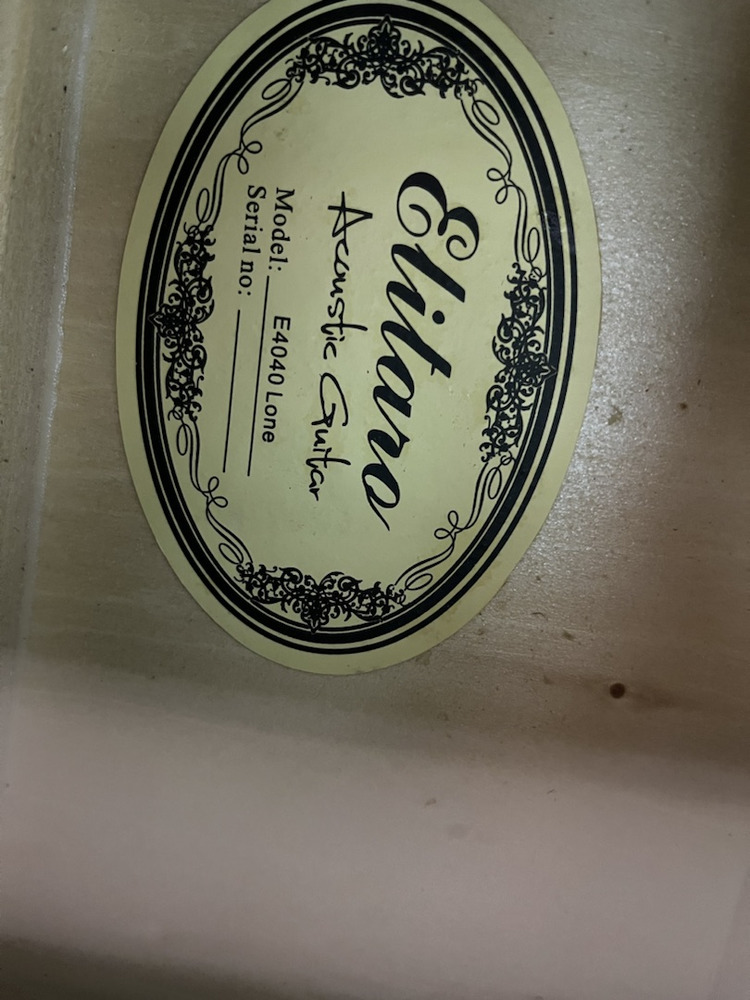 Elitaro
Acoustic Guitar
Model: E4040 Lone
Serial no: